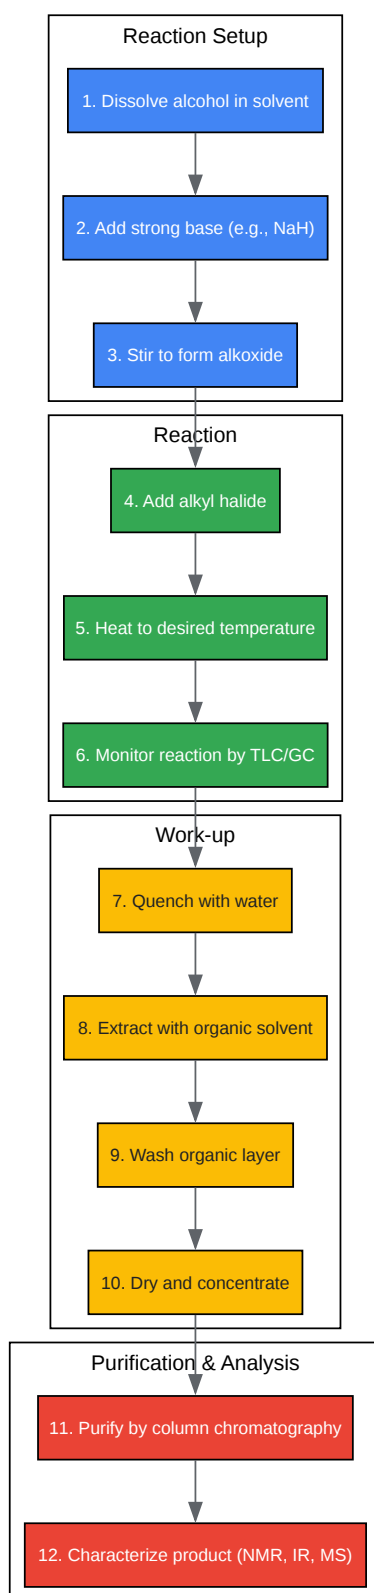 Reaction Setup
1. Dissolve alcohol in solvent
2. Add strong base (e.g., NaH)
3. Stir to form alkoxide
Reaction
4. Add alkyl halide
5. Heat to desired temperature
6. Monitor reaction by TLC/GC
Work-up
7. Quench with water
8. Extract with organic solvent
9. Wash organic layer
10. Dry and concentrate
Purification & Analysis
11. Purify by column chromatography
12. Characterize product (NMR, IR, MS)